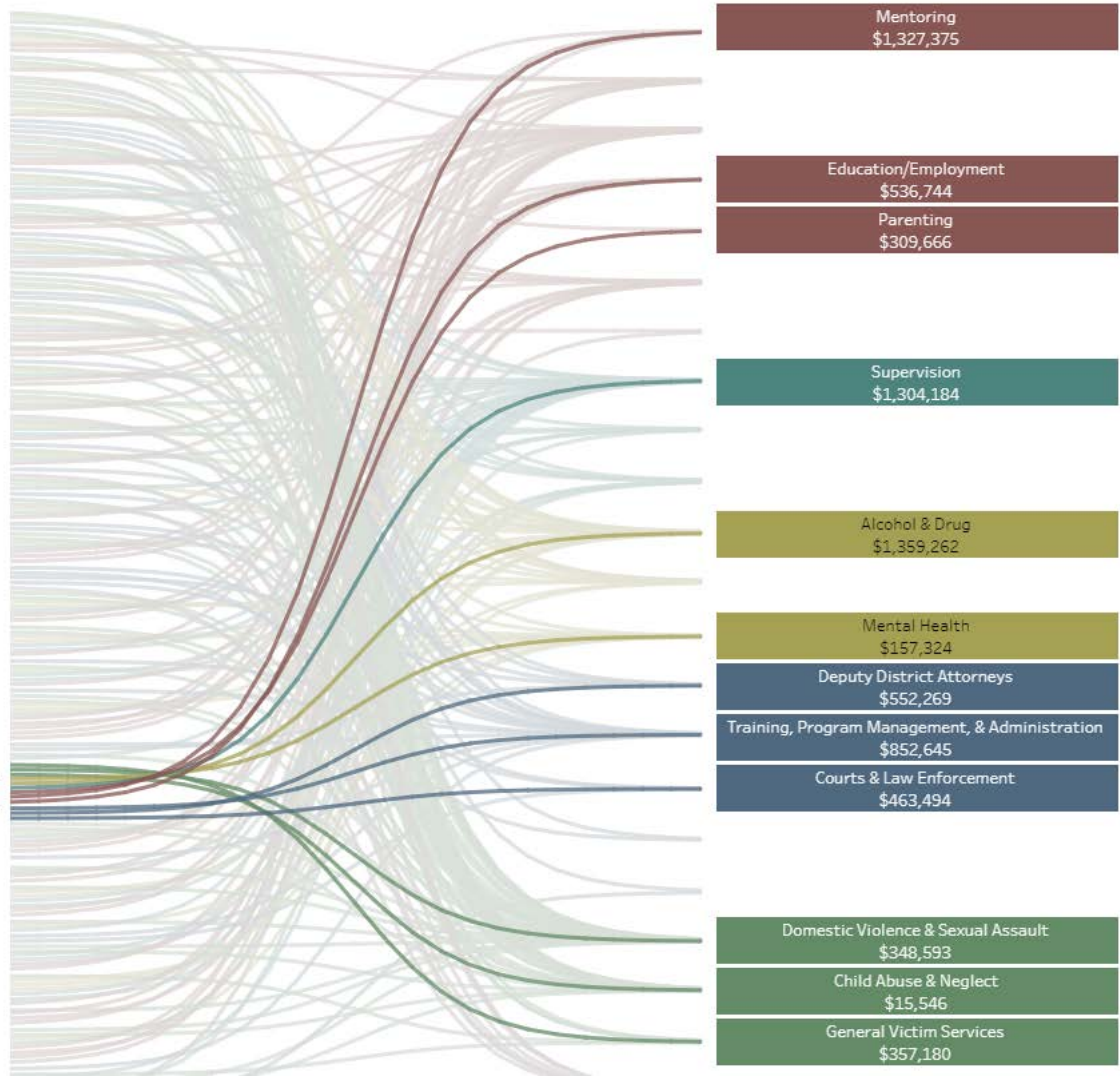 Mentoring
$1,327,375
Education/Employment
$536,744
Parenting
$309,666
Supervision
$1,304,184
Alcohol & Drug
$1,359,262
Mental Health
$157,324
Deputy District Attorneys
$552,269
Training, Program Management, & Administration
$852,645
Courts & Law Enforcement
$463,494
Domestic Violence & Sexual Assault
$348,593
Child Abuse & Neglect
$15,546
General Victim Services
$357,180